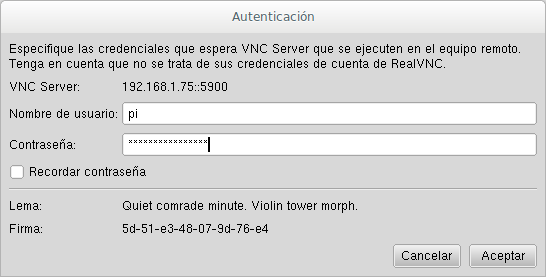 Autenticación
Especifique las credenciales que espera VNC Server que se ejecuten en el equipo remoto.
Tenga en cuenta que no se trata de sus credenciales de cuenta de RealVNC.
VNC Server: 192.168.1.75::5900
Nombre de usuario: pi
Contraseña: ****************
Recordar contraseña
Lema: Quiet comrade minute. Violin tower morph.
Firma: 5d-51-e3-48-07-9d-76-e4
Cancelar Aceptar